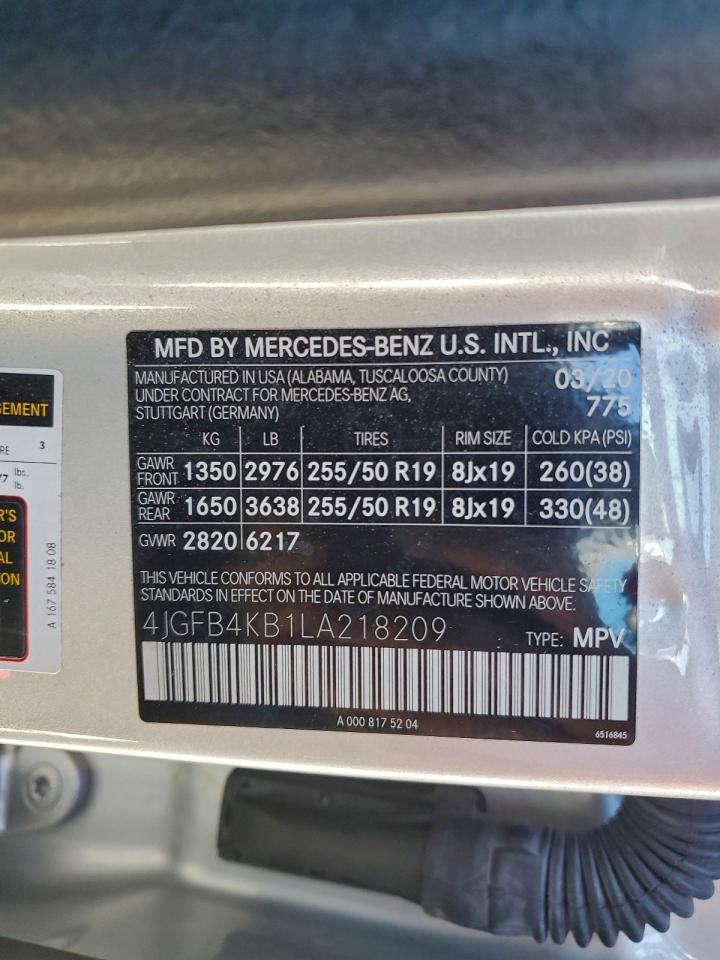 MFD BY MERCEDES-BENZ U.S. INTL., INC
MANUFACTURED IN USA (ALABAMA, TUSCALOOSA COUNTY) 03/20
UNDER CONTRACT FOR MERCEDES-BENZ AG, 775
STUTTGART (GERMANY)
KG LB TIRES RIM SIZE COLD KPA (PSI)
GAWR FRONT 1350 2976 255/50 R19 8Jx19 260(38)
GAWR REAR 1650 3638 255/50 R19 8Jx19 330(48)
GVWR 2820 6217
THIS VEHICLE CONFORMS TO ALL APPLICABLE FEDERAL MOTOR VEHICLE SAFETY
STANDARDS IN EFFECT ON THE DATE OF MANUFACTURE SHOWN ABOVE.
4JGFB4KB1LA218209 TYPE: MPV
A 000 817 52 04
6516845
3
lbc.
lb.
A 167 584 18 08